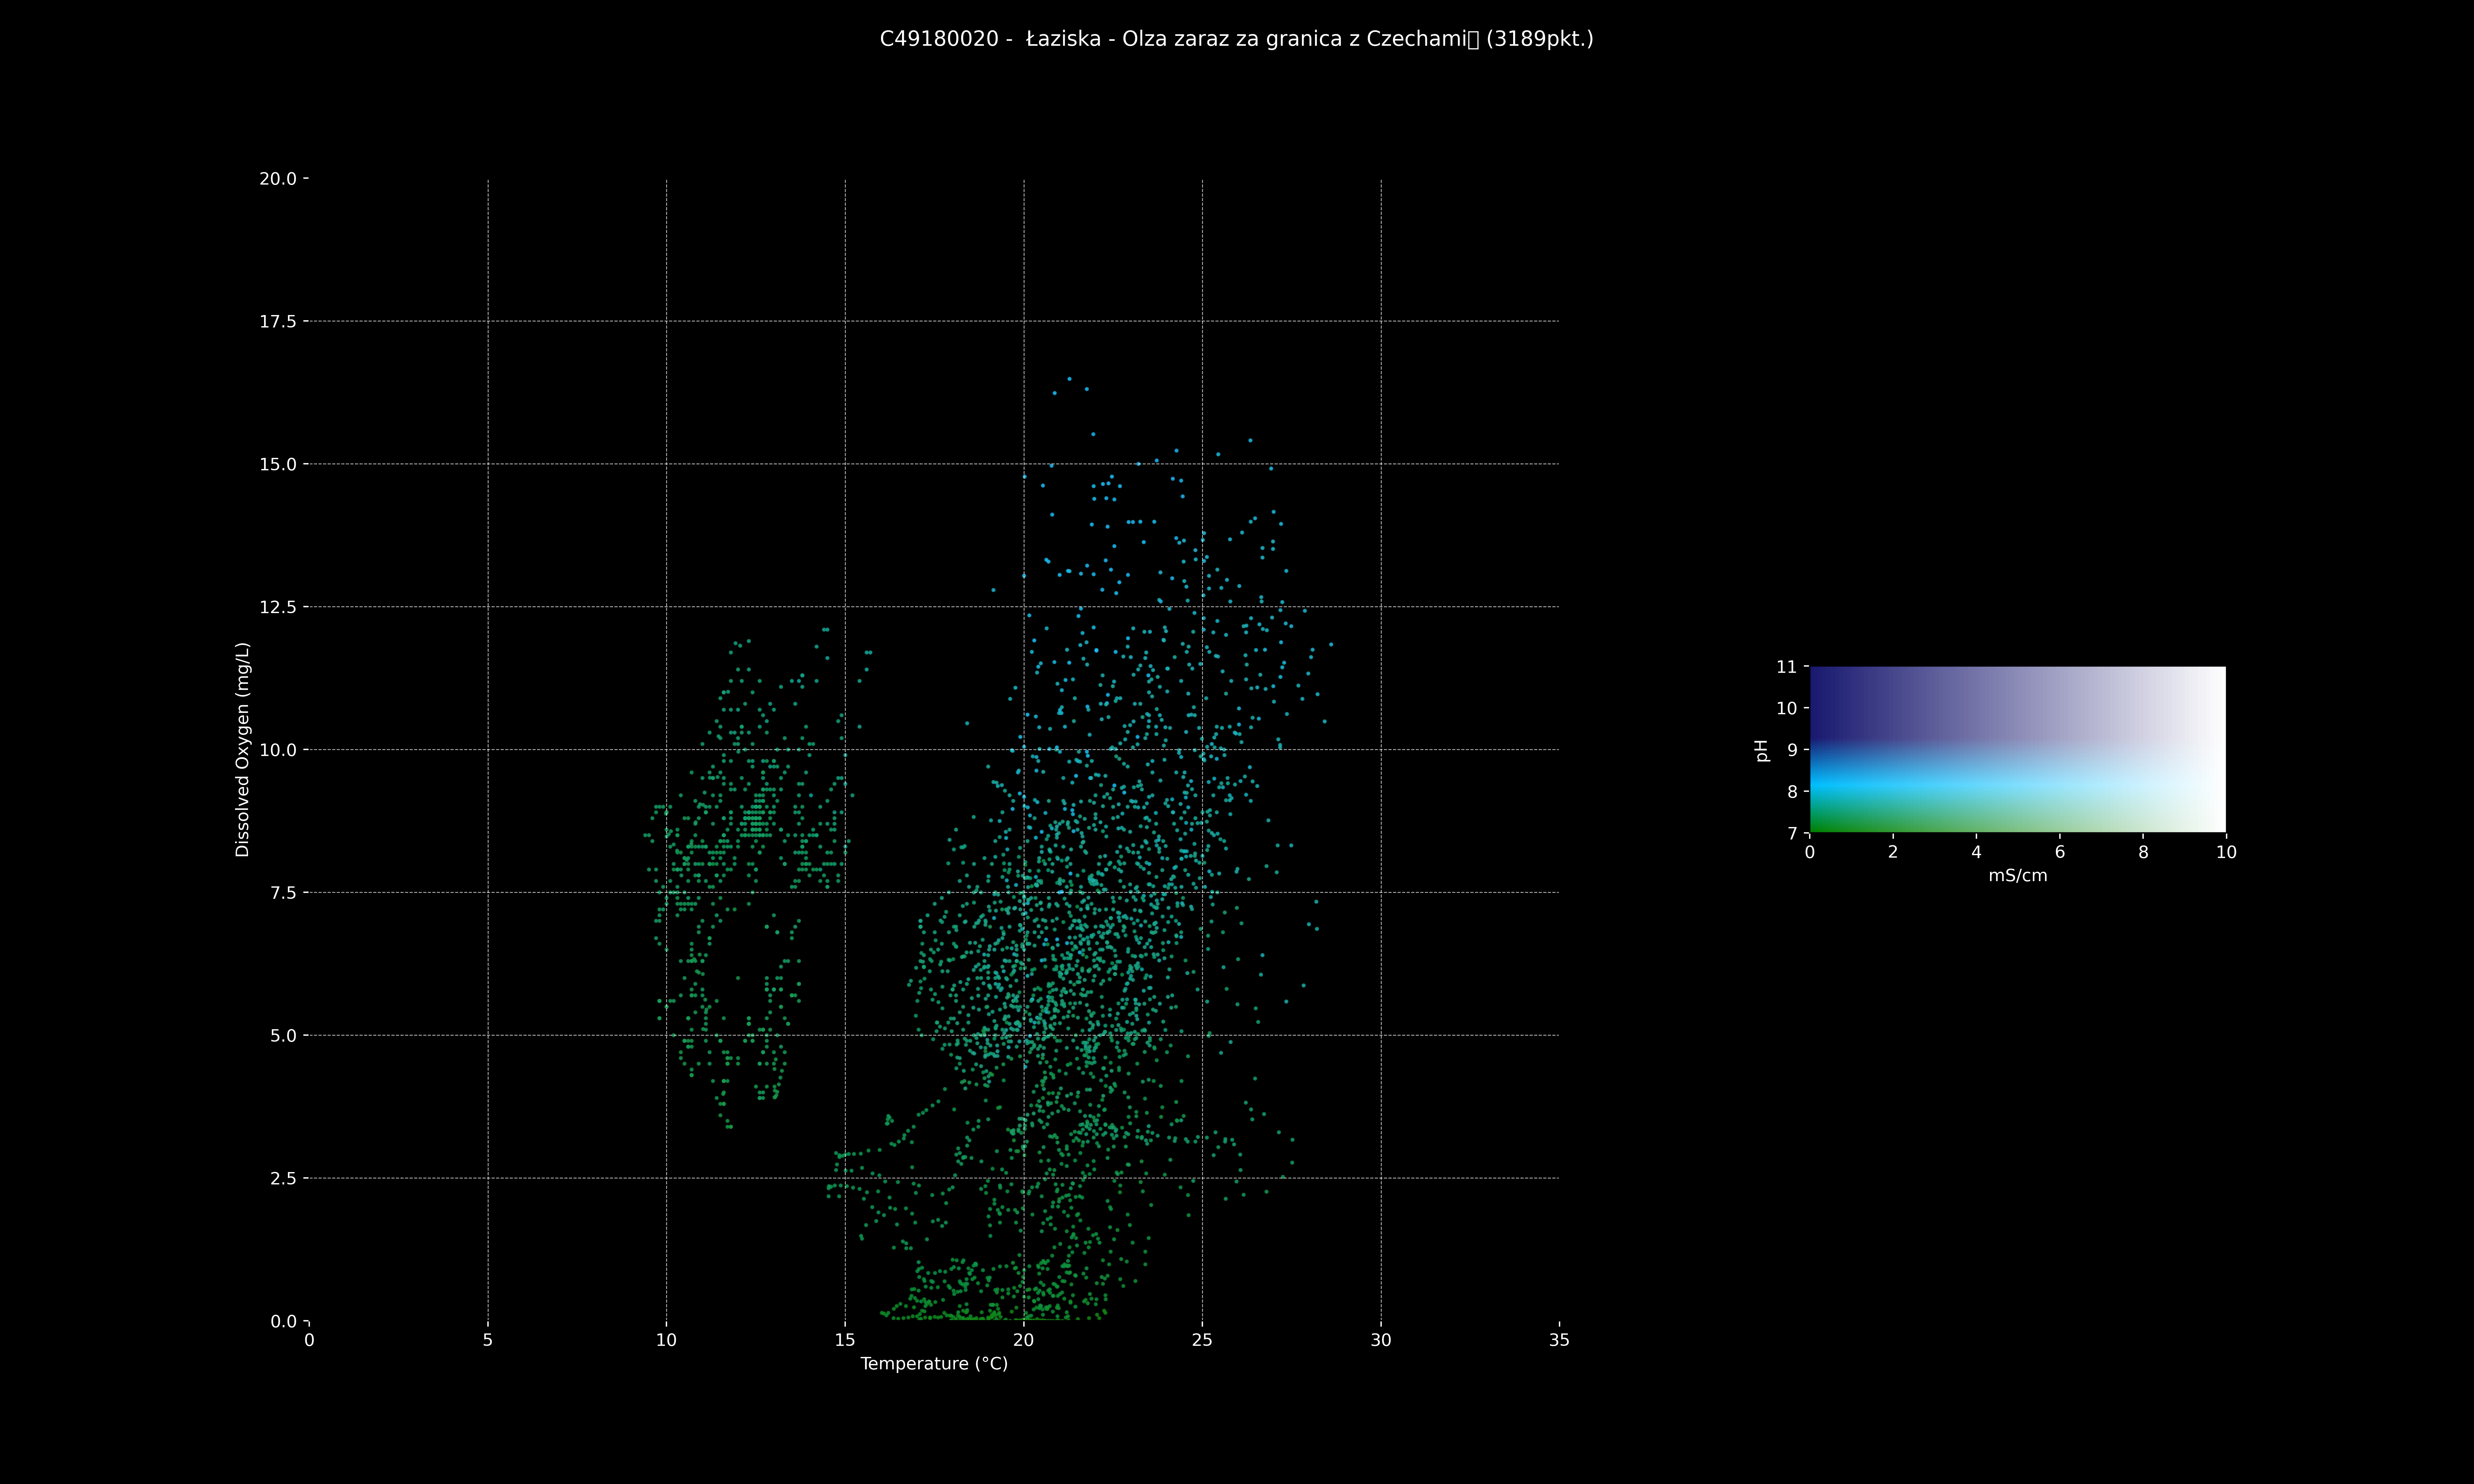 C49180020 -  Łaziska - Olza zaraz za granica z Czechami▯ (3189pkt.)
20.0
17.5
15.0
12.5
10.0
7.5
5.0
2.5
0.0
Dissolved Oxygen (mg/L)
0 5 10 15 20 25 30 35
Temperature (°C)
11
10
9
8
7
pH
0 2 4 6 8 10
mS/cm